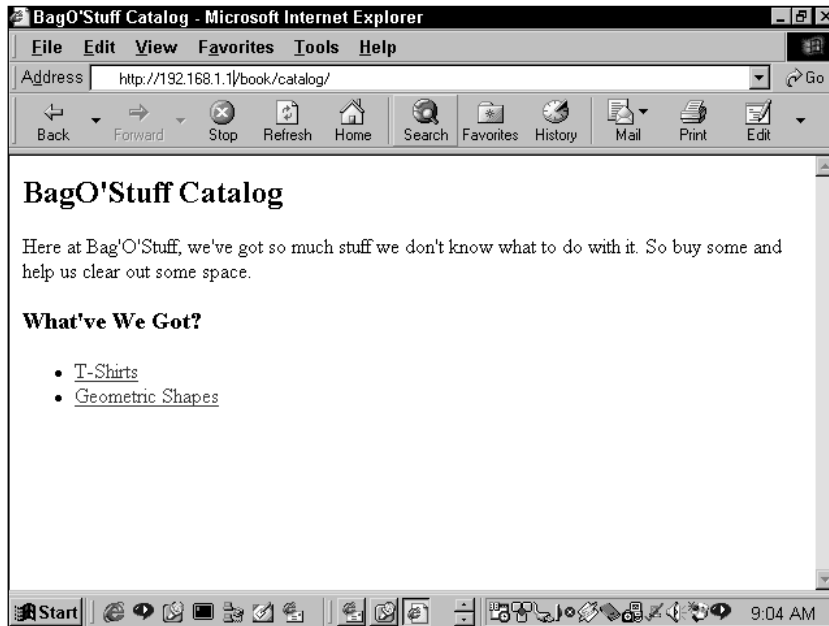 BagO'Stuff Catalog - Microsoft Internet Explorer
File Edit View Favorites Tools Help
Address http://192.168.1.1/book/catalog/ Go
Back Forward Stop Refresh Home Search Favorites History Mail Print Edit
BagO'Stuff Catalog
Here at Bag'O'Stuff, we've got so much stuff we don't know what to do with it. So buy some and
help us clear out some space.
What've We Got?
• T-Shirts
• Geometric Shapes
Start 9:04 AM